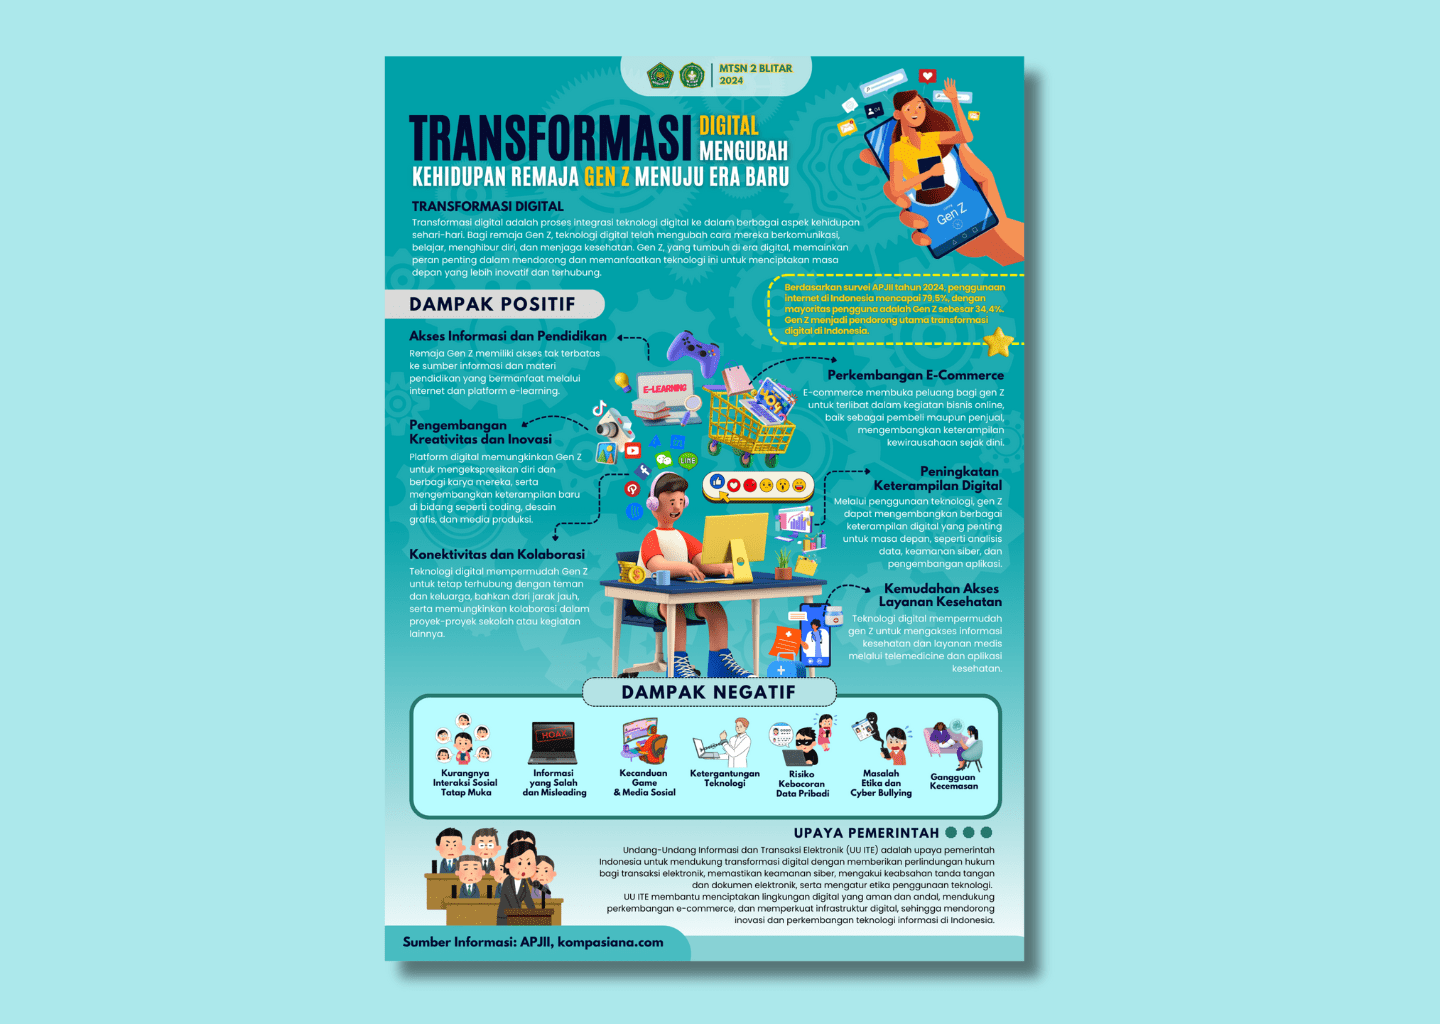 MTSN 2 BLITAR
2024
TRANSFORMASI DIGITAL
MENGUBAH
KEHIDUPAN REMAJA GEN Z MENUJU ERA BARU
Gen Z
TRANSFORMASI DIGITAL
Transformasi digital adalah proses integrasi teknologi digital ke dalam berbagai aspek kehidupan
sehari-hari. Bagi remaja Gen Z, teknologi digital telah mengubah cara mereka berkomunikasi,
belajar, menghibur diri, dan menjaga kesehatan. Gen Z, yang tumbuh di era digital, memainkan
peran penting dalam mendorong dan memanfaatkan teknologi ini untuk menciptakan masa
depan yang lebih inovatif dan terhubung.
Berdasarkan survei APJII tahun 2024, penggunaan
internet di Indonesia mencapai 79,5%, dengan
mayoritas pengguna adalah Gen Z sebesar 34,4%.
Gen Z menjadi pendorong utama transformasi
digital di Indonesia.
DAMPAK POSITIF
Akses Informasi dan Pendidikan
Remaja Gen Z memiliki akses tak terbatas
ke sumber informasi dan materi
pendidikan yang bermanfaat melalui
internet dan platform e-learning.
E-LEARNING
Pengembangan
Kreativitas dan Inovasi
Platform digital memungkinkan Gen Z
untuk mengekspresikan diri dan
berbagi karya mereka, serta
mengembangkan keterampilan baru
di bidang seperti coding, desain
grafis, dan media produksi.
LINE
Konektivitas dan Kolaborasi
Teknologi digital mempermudah Gen Z
untuk tetap terhubung dengan teman
dan keluarga, bahkan dari jarak jauh,
serta memungkinkan kolaborasi dalam
proyek-proyek sekolah atau kegiatan
lainnya.
Perkembangan E-Commerce
E-commerce membuka peluang bagi gen Z
untuk terlibat dalam kegiatan bisnis online,
baik sebagai pembeli maupun penjual,
mengembangkan keterampilan
kewirausahaan sejak dini.
Peningkatan
Keterampilan Digital
Melalui penggunaan teknologi, gen Z
dapat mengembangkan berbagai
keterampilan digital yang penting
untuk masa depan, seperti analisis
data, keamanan siber, dan
pengembangan aplikasi.
Kemudahan Akses
Layanan Kesehatan
Teknologi digital mempermudah
gen Z untuk mengakses informasi
kesehatan dan layanan medis
melalui telemedicine dan aplikasi
kesehatan.
DAMPAK NEGATIF
HOAX
Kurangnya
Interaksi Sosial
Tatap Muka
Informasi
yang Salah
dan Misleading
Kecanduan
Game
& Media Sosial
Ketergantungan
Teknologi
Risiko
Kebocoran
Data Pribadi
Masalah
Etika dan
Cyber Bullying
Gangguan
Kecemasan
UPAYA PEMERINTAH
Undang-Undang Informasi dan Transaksi Elektronik (UU ITE) adalah upaya pemerintah
Indonesia untuk mendukung transformasi digital dengan memberikan perlindungan hukum
bagi transaksi elektronik, memastikan keamanan siber, mengakui keabsahan tanda tangan
dan dokumen elektronik, serta mengatur etika penggunaan teknologi.
UU ITE membantu menciptakan lingkungan digital yang aman dan andal, mendukung
perkembangan e-commerce, dan memperkuat infrastruktur digital, sehingga mendorong
inovasi dan perkembangan teknologi informasi di Indonesia.
Sumber Informasi: APJII, kompasiana.com